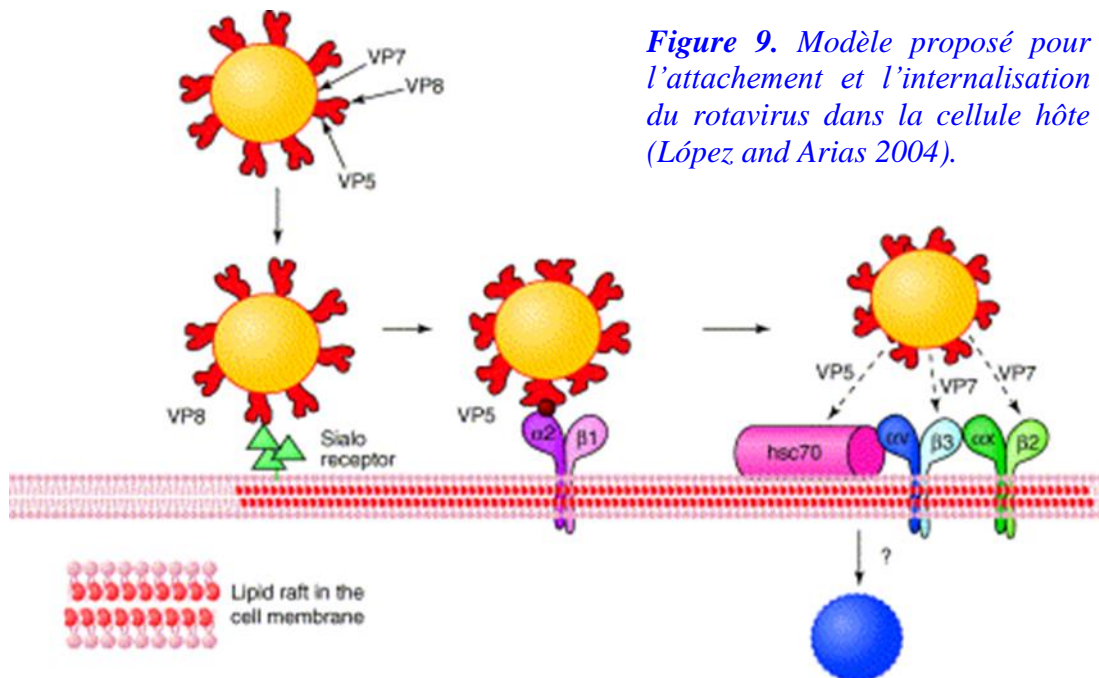 Figure 9. Modèle proposé pour
l'attachement et l'internalisation
du rotavirus dans la cellule hôte
(López and Arias 2004).
VP7
VP8
VP5
VP8
Sialo
receptor
VP5
α2
β1
VP5
VP7
VP7
hsc70
αv
β3
αx
β2
?
Lipid raft in the
cell membrane